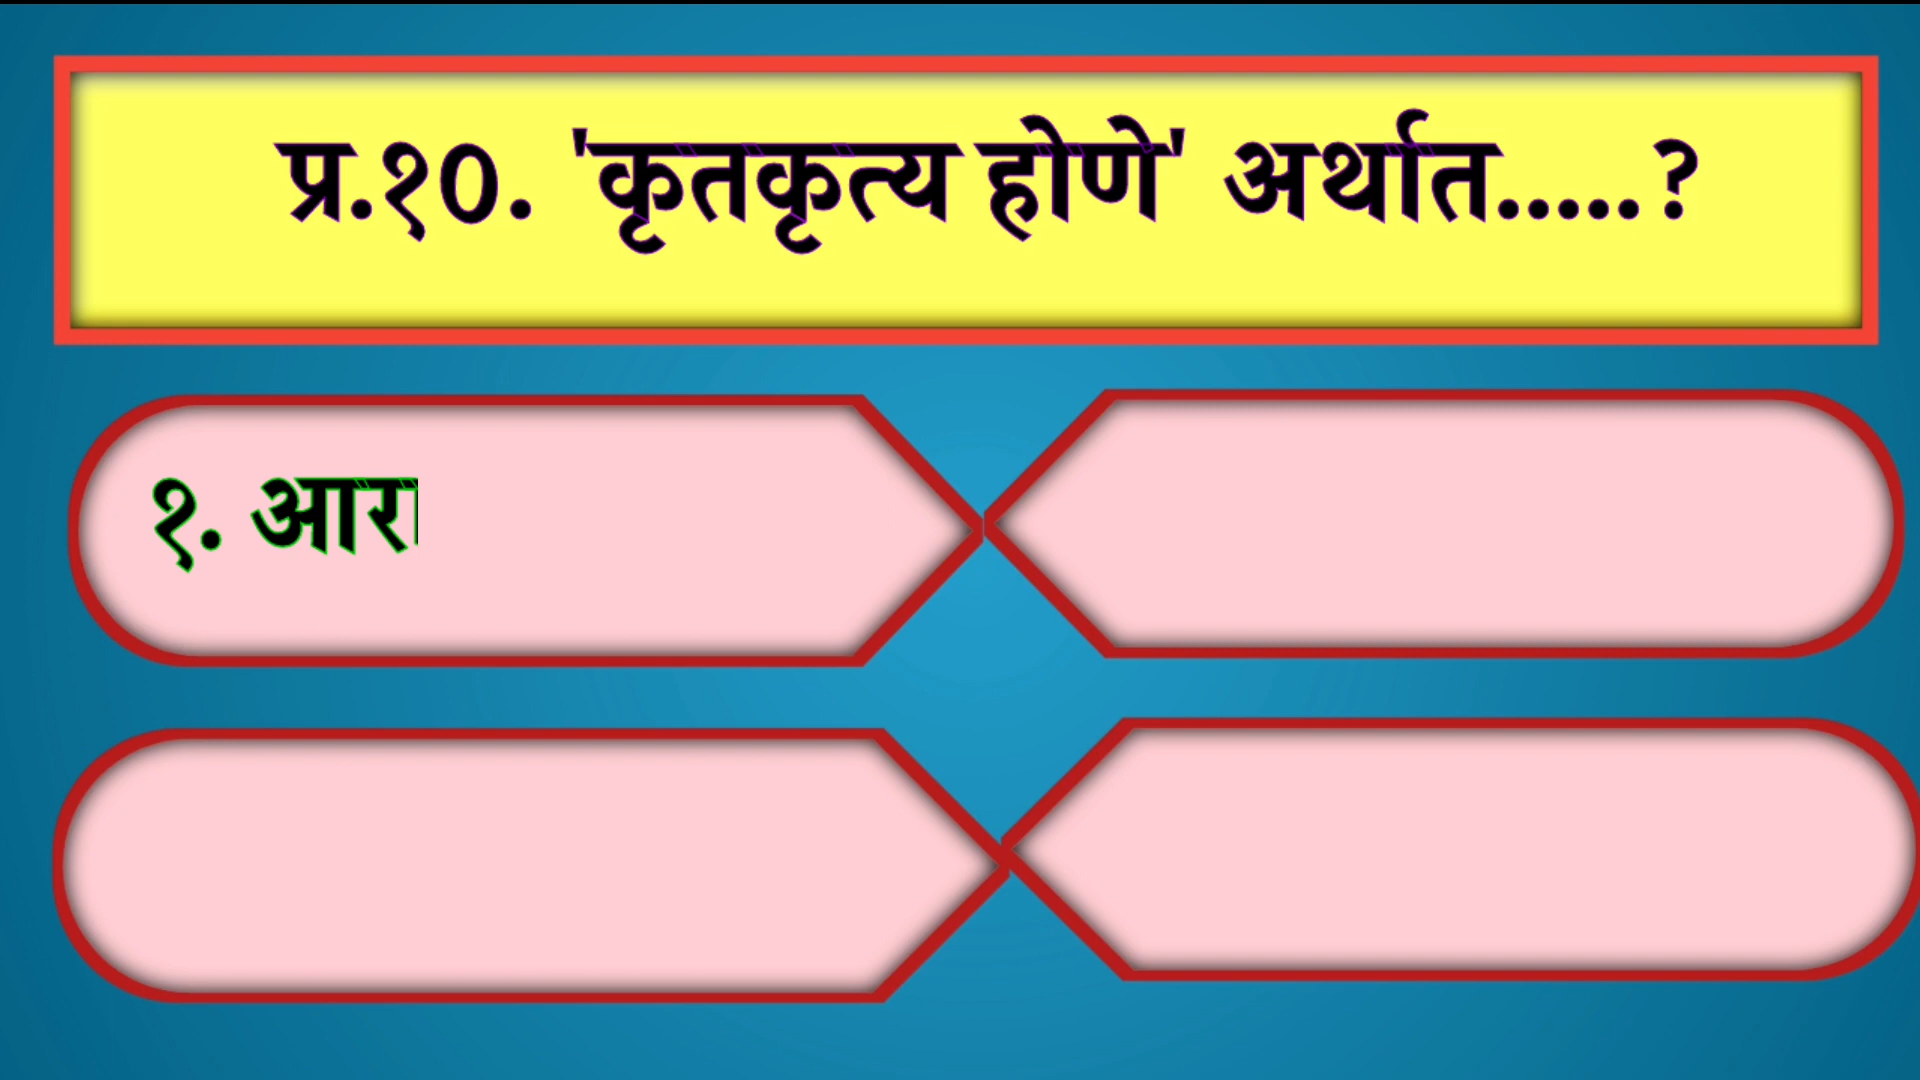 प्र.१०. 'कृतकृत्य होणे' अर्थात.....?
१. आरा